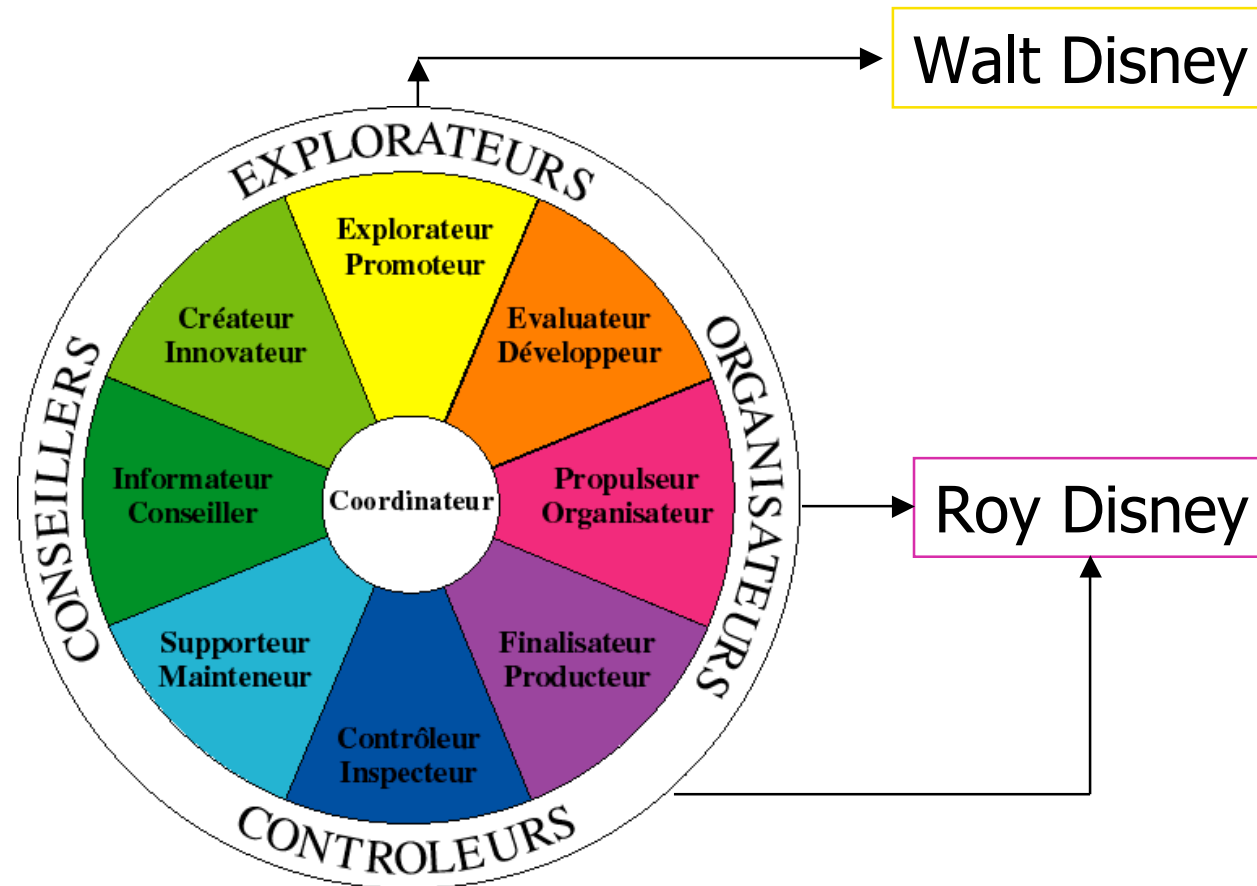 Walt Disney
EXPLORATEURS
Explorateur
Promoteur
Créateur
Innovateur
Evaluateur
Développeur
CONSEILLERS
ORGANISATEURS
Informateur
Conseiller
Coordinateur
Propulseur
Organisateur
Roy Disney
Supporteur
Mainteneur
Finalisateur
Producteur
Contrôleur
Inspecteur
CONTROLEURS